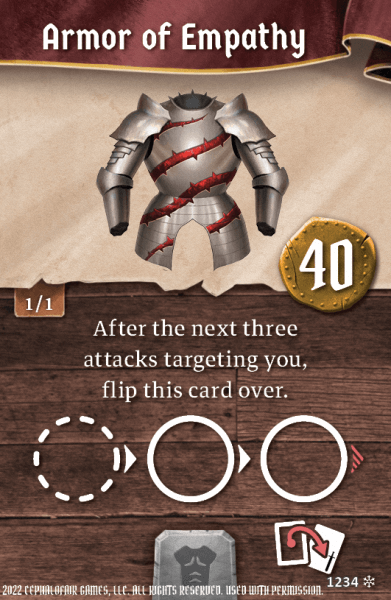 Armor of Empathy
40
1/1
After the next three
attacks targeting you,
flip this card over.
1234
2022 CEPHALOFAIR GAMES, LLC. ALL RIGHTS RESERVED. USED WITH PERMISSION.